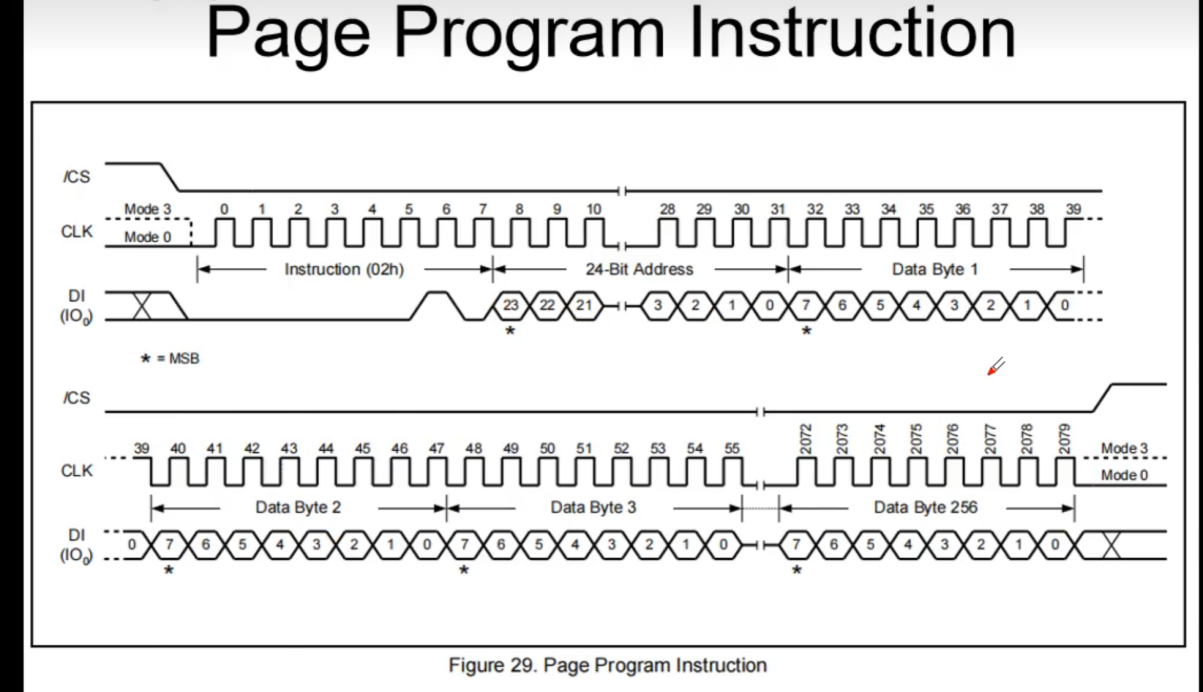 Page Program Instruction
/CS
Mode 3 0 1 2 3 4 5 6 7 8 9 10 28 29 30 31 32 33 34 35 36 37 38 39
CLK Mode 0
Instruction (02h) 24-Bit Address Data Byte 1
DI
(IO0) 23 22 21 3 2 1 0 7 6 5 4 3 2 1 0
* *
* = MSB
/CS
39 40 41 42 43 44 45 46 47 48 49 50 51 52 53 54 55 2072 2073 2074 2075 2076 2077 2078 2079 Mode 3
CLK Mode 0
Data Byte 2 Data Byte 3 Data Byte 256
DI
(IO0) 0 7 6 5 4 3 2 1 0 7 6 5 4 3 2 1 0 7 6 5 4 3 2 1 0
* * *
Figure 29. Page Program Instruction